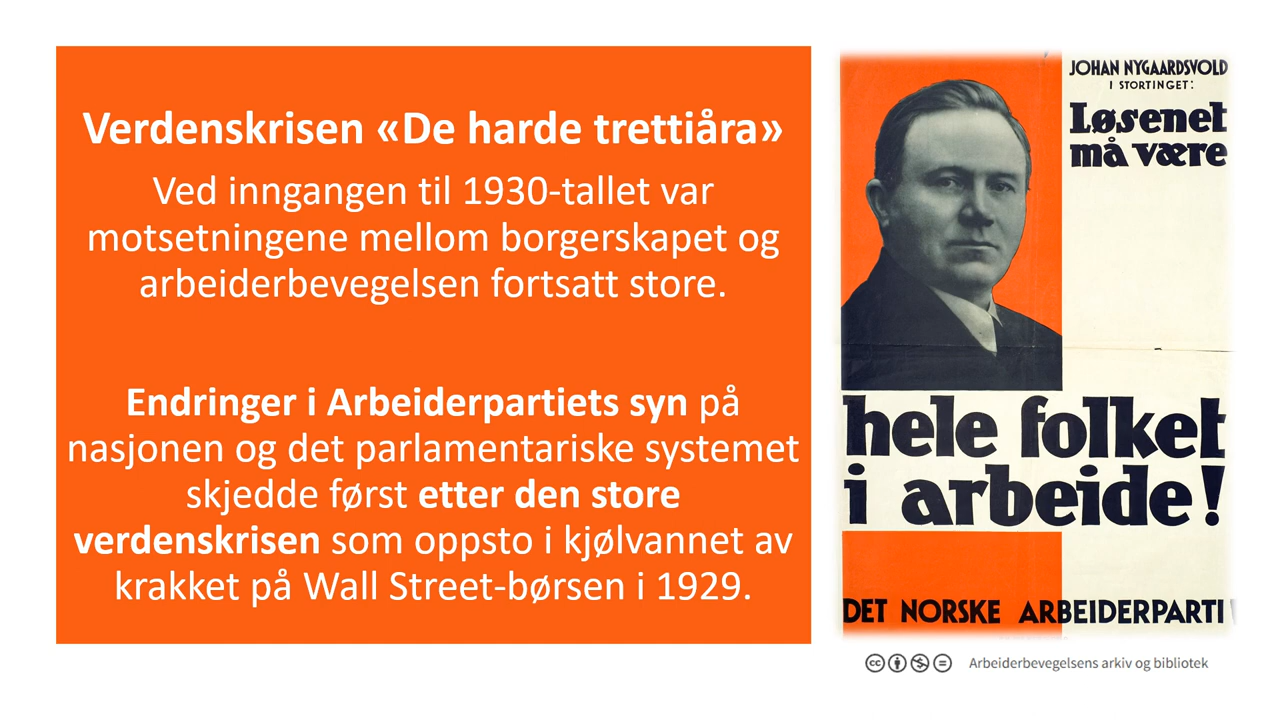 Verdenskrisen «De harde trettiåra»
Ved inngangen til 1930-tallet var
motsetningene mellom borgerskapet og
arbeiderbevegelsen fortsatt store.
Endringer i Arbeiderpartiets syn på
nasjonen og det parlamentariske systemet
skjedde først etter den store
verdenskrisen som oppsto i kjølvannet av
krakket på Wall Street-børsen i 1929.
JOHAN NYGAARDSVOLD
I STORTINGET:
Løsenet
må være
hele folket
i arbeide!
DET NORSKE ARBEIDERPARTI
cc
Arbeiderbevegelsens arkiv og bibliotek